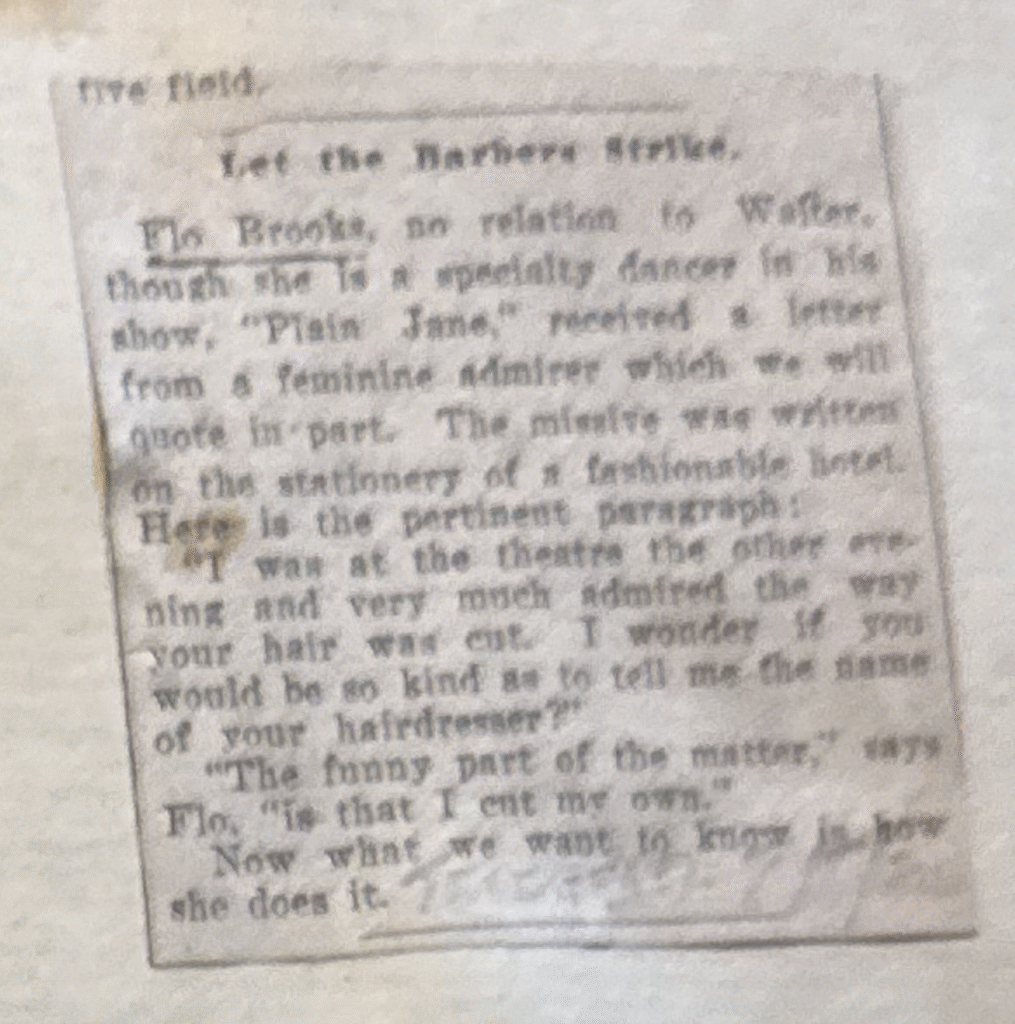 tive field.
Let the Barbers Strike.
Flo Brooks, no relation to Walter,
though she is a specialty dancer in his
show, "Plain Jane," received a letter
from a feminine admirer which we will
quote in part. The missive was written
on the stationery of a fashionable hotel.
Here is the pertinent paragraph:
"I was at the theatre the other eve-
ning and very much admired the way
your hair was cut. I wonder if you
would be so kind as to tell me the name
of your hairdresser?"
"The funny part of the matter," says
Flo, "is that I cut my own."
Now what we want to know is how
she does it.